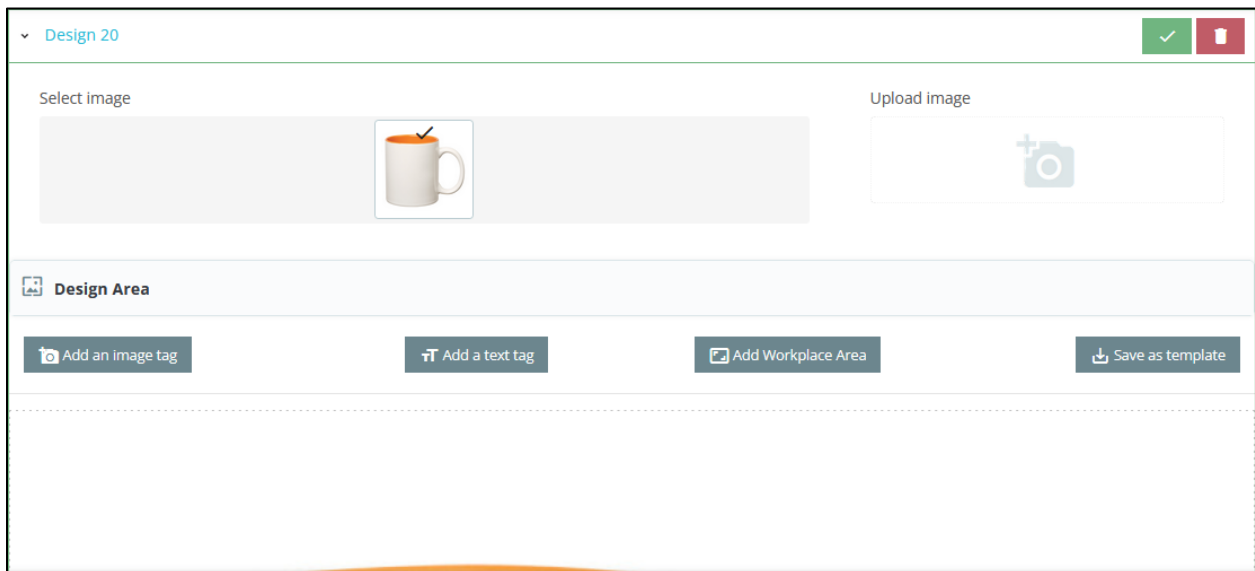 Design 20
Select image
Upload image
Design Area
Add an image tag
Add a text tag
Add Workplace Area
Save as template